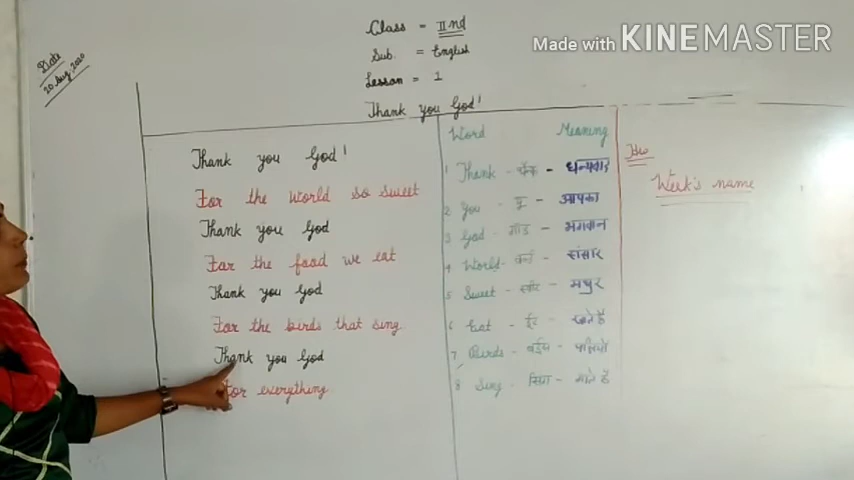 Made with KINEMASTER
Date
20, Aug, 2020
Class = IInd
Sub. = English
Lesson = 1
Thank you God!
Thank you God!
For the World so sweet
Thank you God
For the food we eat
Thank you God
For the birds that sing
Thank you God
For everything
Word Meaning
1 Thank - थैंक - धन्यवाद
2 You - यू - आपका
3 God - गॉड - भगवान
4 World - वर्ल्ड - संसार
5 Sweet - स्वीट - मधुर
6 Eat - ईट - खाते है
7 Birds - बर्ड्स - पक्षियों
8 Sing - सिंग - गाते है
Hw
Week's name